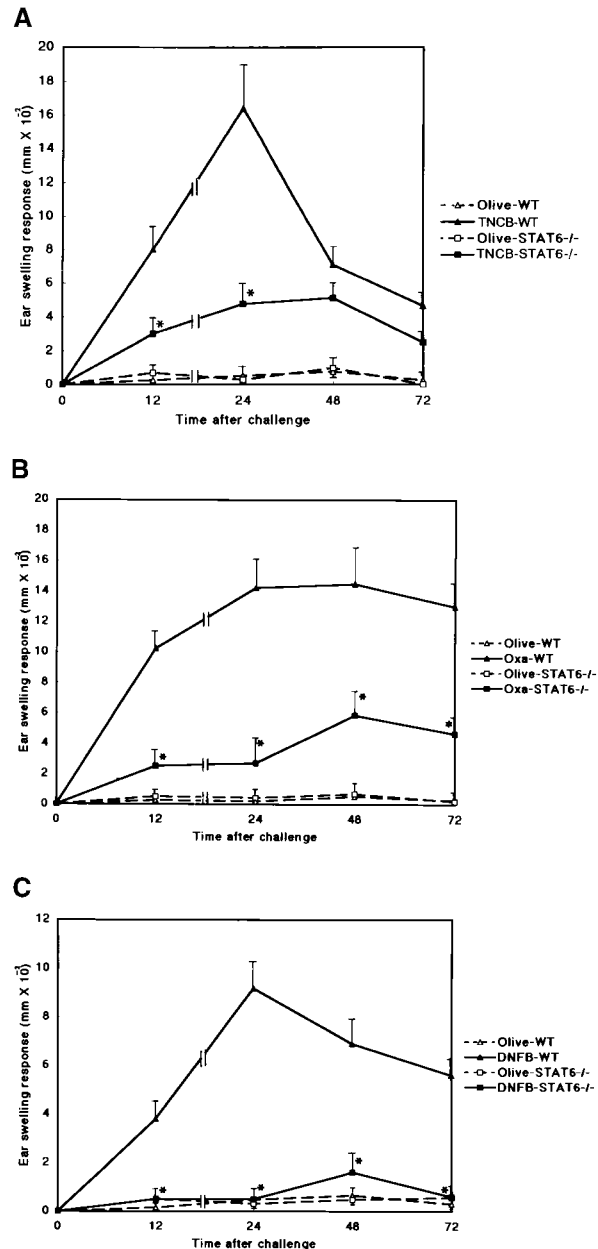 A
20
18
16
14
12
10
8
6
4
2
0
Ear swelling response (mm X 10⁻²)
*
*
0 12 24 48 72
Time after challenge
Olive-WT
TNCB-WT
Olive-STAT6-/-
TNCB-STAT6-/-
B
20
18
16
14
12
10
8
6
4
2
0
Ear swelling response (mm X 10⁻²)
*
*
*
*
0 12 24 48 72
Time after challenge
Olive-WT
Oxa-WT
Olive-STAT6-/-
Oxa-STAT6-/-
C
12
10
8
6
4
2
0
Ear swelling response (mm X 10⁻²)
*
*
*
*
0 12 24 48 72
Time after challenge
Olive-WT
DNFB-WT
Olive-STAT6-/-
DNFB-STAT6-/-